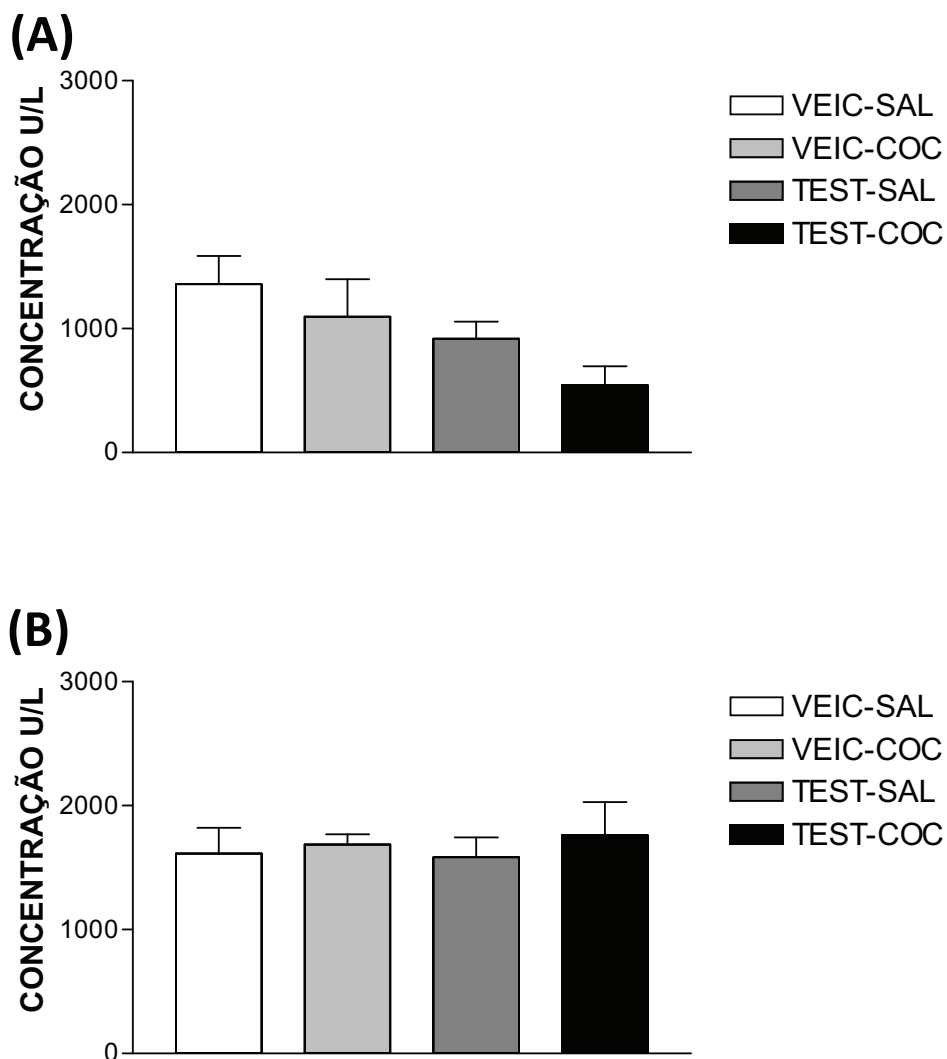 (A)
CONCENTRAÇÃO U/L
3000
2000
1000
0
VEIC-SAL
VEIC-COC
TEST-SAL
TEST-COC
(B)
CONCENTRAÇÃO U/L
3000
2000
1000
0
VEIC-SAL
VEIC-COC
TEST-SAL
TEST-COC